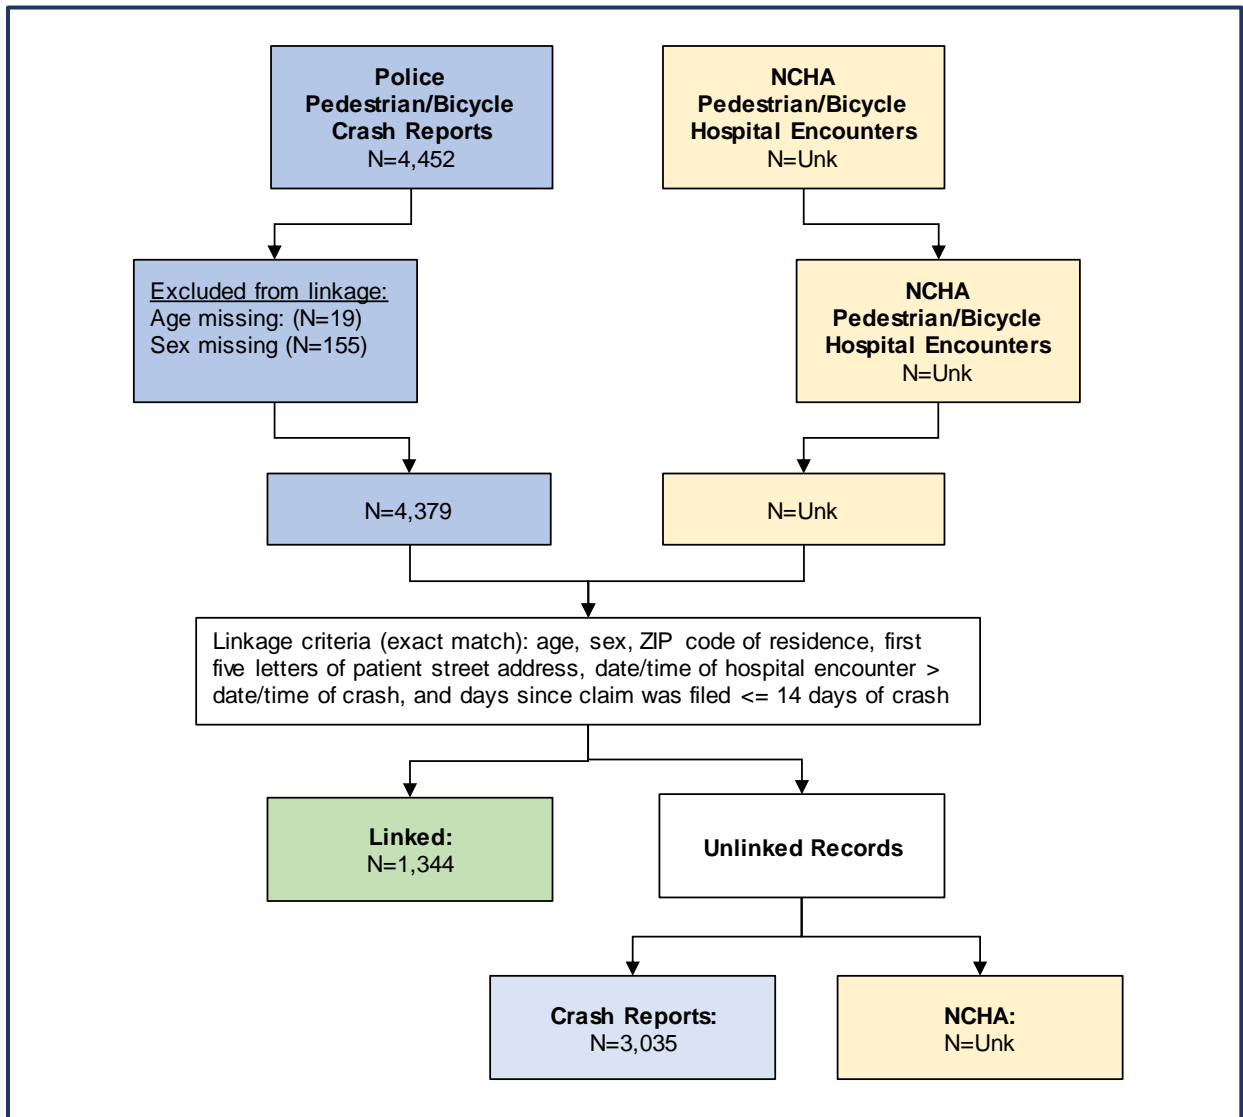 Police
Pedestrian/Bicycle
Crash Reports
N=4,452
NCHA
Pedestrian/Bicycle
Hospital Encounters
N=Unk
Excluded from linkage:
Age missing: (N=19)
Sex missing (N=155)
NCHA
Pedestrian/Bicycle
Hospital Encounters
N=Unk
N=4,379
N=Unk
Linkage criteria (exact match): age, sex, ZIP code of residence, first
five letters of patient street address, date/time of hospital encounter >
date/time of crash, and days since claim was filed <= 14 days of crash
Linked:
N=1,344
Unlinked Records
Crash Reports:
N=3,035
NCHA:
N=Unk